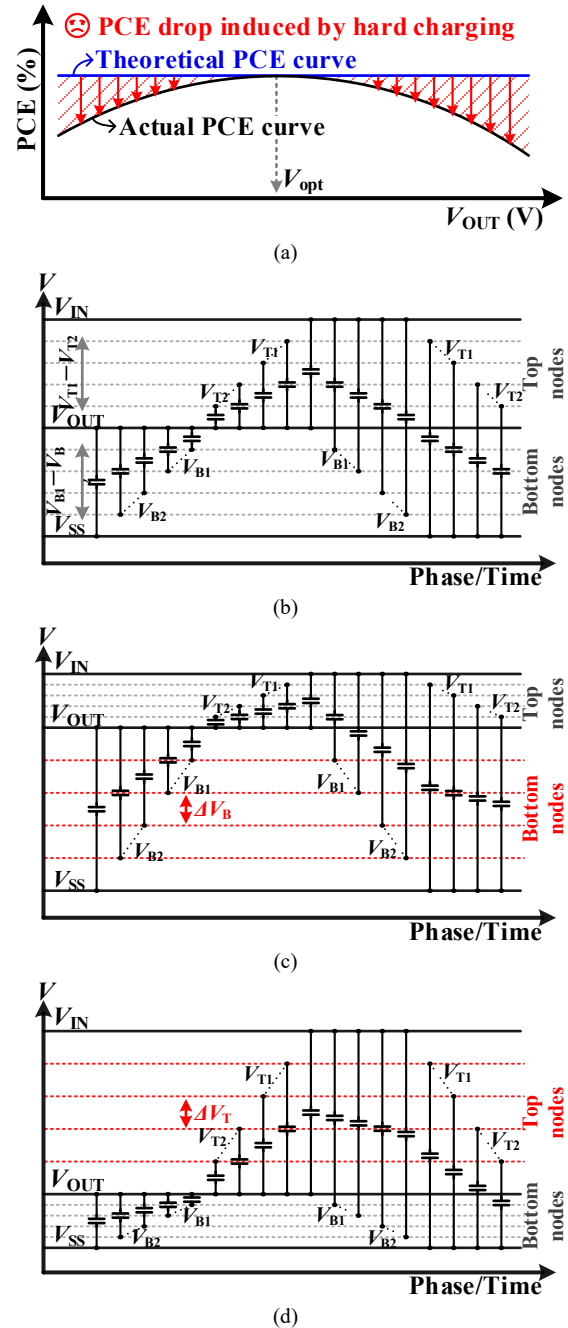 PCE drop induced by hard charging
Theoretical PCE curve
Actual PCE curve
PCE (%)
Vopt
VOUT (V)
(a)
V
VIN
VT1−VT2
VT2
VT1
VT1
VT2
Top nodes
VOUT
VB1−VB
VB1
VB2
VB1
VB2
Bottom nodes
VSS
Phase/Time
(b)
V
VIN
VT2
VT1
VT1
VT2
Top nodes
VOUT
VB1
ΔVB
VB2
VB1
VB2
Bottom nodes
VSS
Phase/Time
(c)
V
VIN
VT1
ΔVT
VT2
VT1
VT2
Top nodes
VOUT
VB1
VB2
VB1
VB2
Bottom nodes
VSS
Phase/Time
(d)